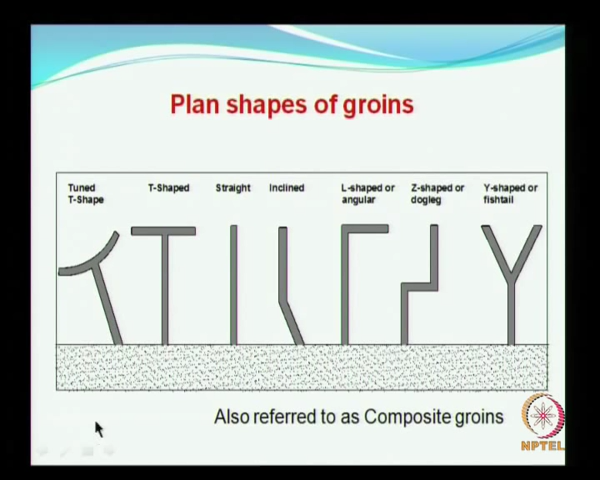 Plan shapes of groins
Tuned
T-Shape
T-Shaped
Straight
Inclined
L-shaped or
angular
Z-shaped or
dogleg
Y-shaped or
fishtail
Also referred to as Composite groins
NPTEL